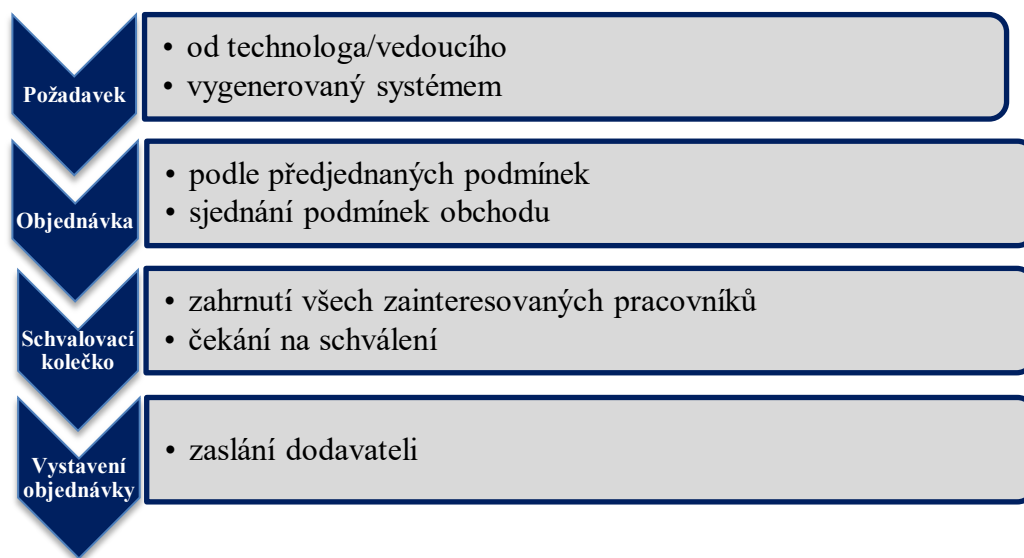 Požadavek
• od technologa/vedoucího
• vygenerovaný systémem
Objednávka
• podle předjednaných podmínek
• sjednání podmínek obchodu
Schvalovací
kolečko
• zahrnutí všech zainteresovaných pracovníků
• čekání na schválení
Vystavení
objednávky
• zaslání dodavateli